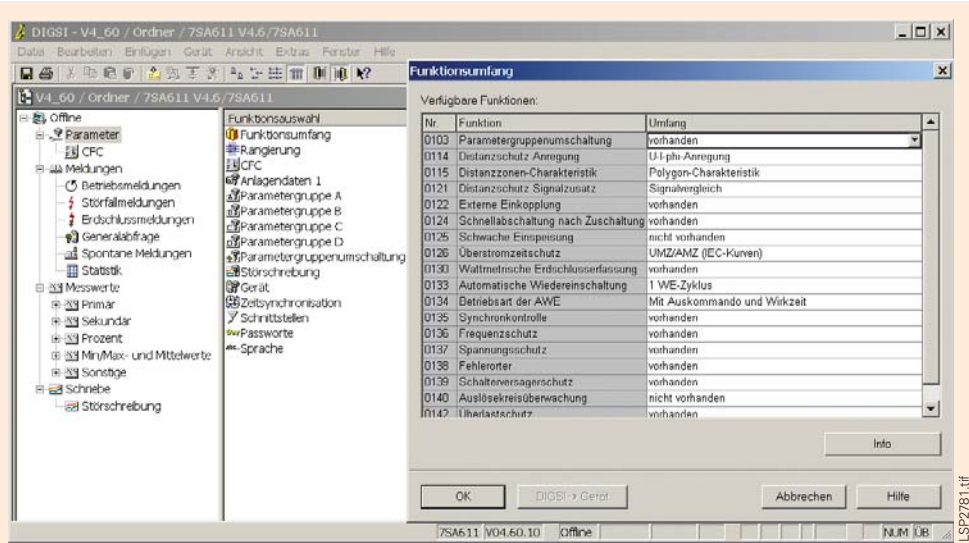 DIGSI - V4_60 / Ordner / 7SA611 V4.6/7SA611
Datei Bearbeiten Einfügen Gerät Ansicht Extras Fenster Hilfe
V4_60 / Ordner / 7SA611 V4.6/7SA611
Offline
Parameter
CFC
Meldungen
Betriebsmeldungen
Störfallmeldungen
Erdschlussmeldungen
Generalabfrage
Spontane Meldungen
Statistik
Messwerte
Primär
Sekundär
Prozent
Min/Max- und Mittelwerte
Sonstige
Schriebe
Störschreibung
Funktionsauswahl
Funktionsumfang
Rangierung
CFC
Anlagendaten 1
Parametergruppe A
Parametergruppe B
Parametergruppe C
Parametergruppe D
Parametergruppenumschaltung
Störschreibung
Gerät
Zeitsynchronisation
Schnittstellen
Passworte
Sprache
Funktionsumfang
Verfügbare Funktionen:
Nr. Funktion Umfang
0103 Parametergruppenumschaltung vorhanden
0114 Distanzschutz Anregung U-I-phi-Anregung
0115 Distanzzonen-Charakteristik Polygon-Charakteristik
0121 Distanzschutz Signalzusatz Signalvergleich
0122 Externe Einkopplung vorhanden
0124 Schnellabschaltung nach Zuschaltung vorhanden
0125 Schwache Einspeisung nicht vorhanden
0126 Überstromzeitschutz UMZ/AMZ (IEC-Kurven)
0130 Wattmetrische Erdschlusserfassung vorhanden
0133 Automatische Wiedereinschaltung 1 WE-Zyklus
0134 Betriebsart der AWE Mit Auskommando und Wirkzeit
0135 Synchronkontrolle vorhanden
0136 Frequenzschutz vorhanden
0137 Spannungsschutz vorhanden
0138 Fehlerorter vorhanden
0139 Schalterversagerschutz vorhanden
0140 Auslösekreisüberwachung nicht vorhanden
0142 Überlastschutz vorhanden
Info
OK DIGSI -> Gerät Abbrechen Hilfe
7SA611 V04.60.10 Offline NUM ÜB
LSP2781.tif